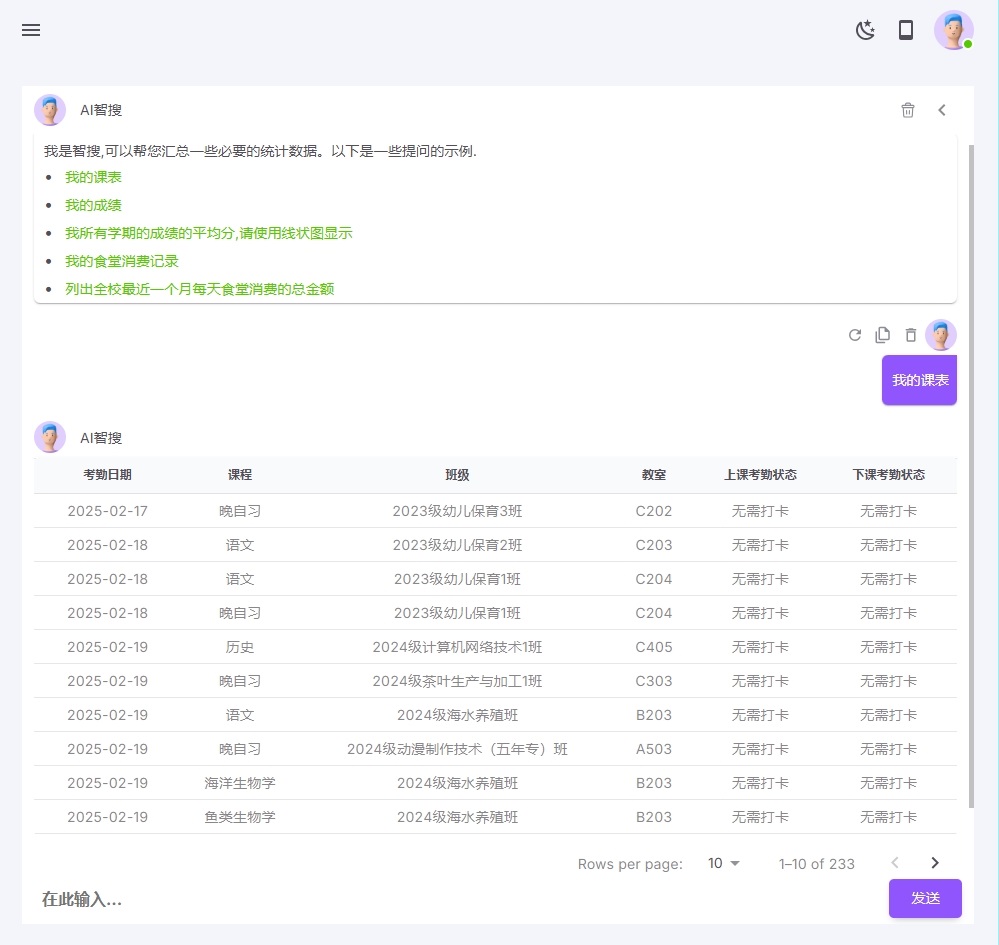 AI智搜
我是智搜,可以帮您汇总一些必要的统计数据。以下是一些提问的示例.
我的课表
我的成绩
我所有学期的成绩的平均分,请使用线状图显示
我的食堂消费记录
列出全校最近一个月每天食堂消费的总金额
我的课表
AI智搜
考勤日期 课程 班级 教室 上课考勤状态 下课考勤状态
2025-02-17 晚自习 2023级幼儿保育3班 C202 无需打卡 无需打卡
2025-02-18 语文 2023级幼儿保育2班 C203 无需打卡 无需打卡
2025-02-18 语文 2023级幼儿保育1班 C204 无需打卡 无需打卡
2025-02-18 晚自习 2023级幼儿保育1班 C204 无需打卡 无需打卡
2025-02-19 历史 2024级计算机网络技术1班 C405 无需打卡 无需打卡
2025-02-19 晚自习 2024级茶叶生产与加工1班 C303 无需打卡 无需打卡
2025-02-19 语文 2024级海水养殖班 B203 无需打卡 无需打卡
2025-02-19 晚自习 2024级动漫制作技术（五年专）班 A503 无需打卡 无需打卡
2025-02-19 海洋生物学 2024级海水养殖班 B203 无需打卡 无需打卡
2025-02-19 鱼类生物学 2024级海水养殖班 B203 无需打卡 无需打卡
Rows per page: 10 1–10 of 233
在此输入...
发送